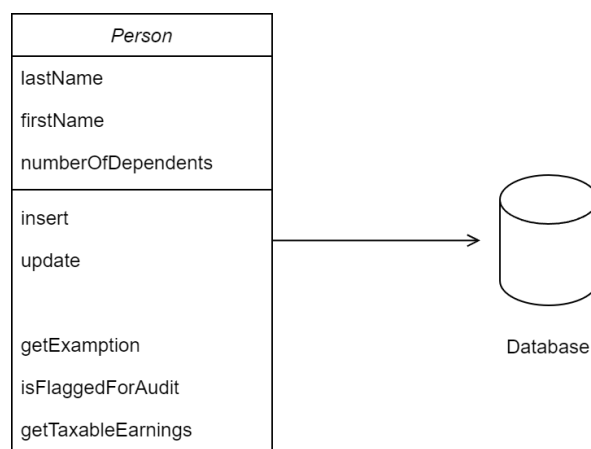 Person
lastName
firstName
numberOfDependents
insert
update
getExamption
isFlaggedForAudit
getTaxableEarnings
Database